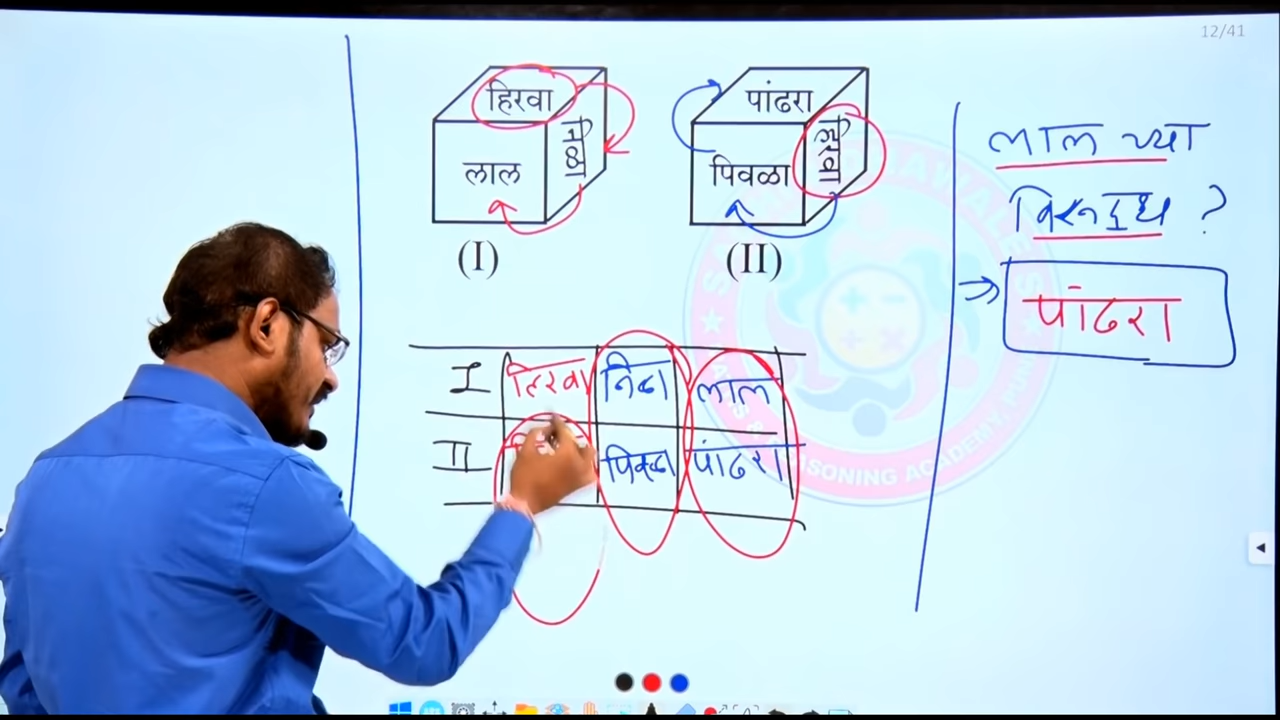 12/41
हिरवा
लाल
निळा
(I)
पांढरा
पिवळा
हिरवा
(II)
लाल च्या
विरूद्ध ?
⇒ पांढरा
I हिरवा निळा लाल
II पिवळा पांढरा